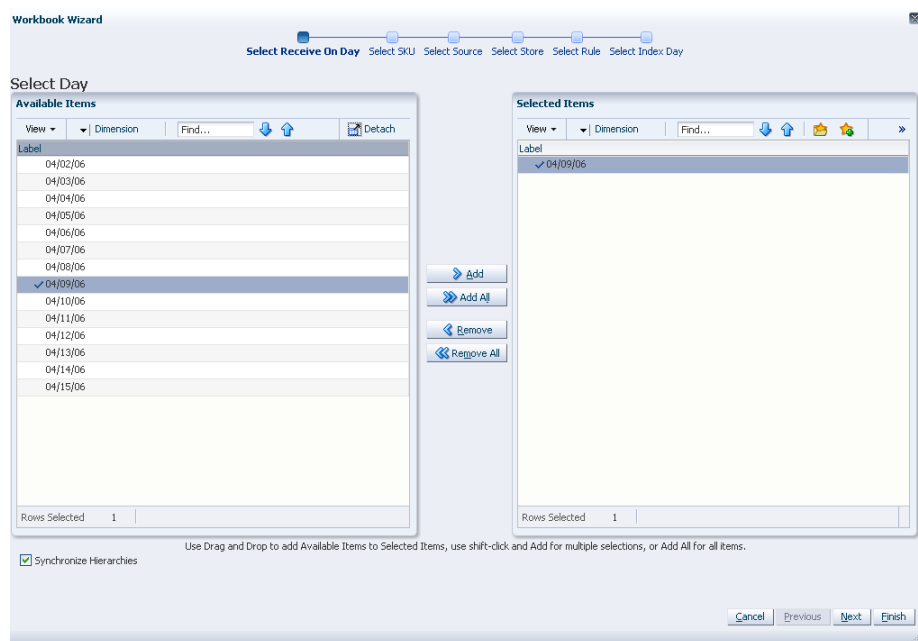 Workbook Wizard
Select Receive On Day Select SKU Select Source Select Store Select Rule Select Index Day
Select Day
Available Items
View Dimension Find... Detach
Label
04/02/06
04/03/06
04/04/06
04/05/06
04/06/06
04/07/06
04/08/06
04/09/06
04/10/06
04/11/06
04/12/06
04/13/06
04/14/06
04/15/06
Rows Selected 1
Add
Add All
Remove
Remove All
Selected Items
View Dimension Find... »
Label
04/09/06
Rows Selected 1
Use Drag and Drop to add Available Items to Selected Items, use shift-click and Add for multiple selections, or Add All for all items.
Synchronize Hierarchies
Cancel Previous Next Finish